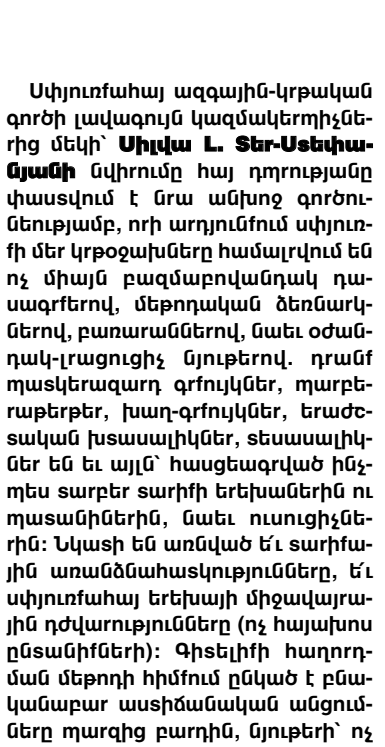 Սփյուռքահայ ազգային-կրթական
գործի լավագույն կազմակերպիչնե-
րից մեկի՝ Սիլվա Լ. Տեր-Ստեփա-
նյանի նվիրումը հայ դպրությանը
փաստվում է նրա անխոջ գործու-
նեությամբ, որի արդյունքում սփյուռ-
քի մեր կրթօջախները համալրվում են
ոչ միայն բազմաբովանդակ դա-
սագրքերով, մեթոդական ձեռնարկ-
ներով, բառարաններով, նաեւ օժան-
դակ-լրացուցիչ նյութերով. դրանք
պատկերազարդ գրքույկներ, պարբե-
րաթերթեր, խաղ-գրքույկներ, երաժշ-
տական խտասալիկներ, տեսասալիկ-
ներ են եւ այլն՝ հասցեագրված ինչ-
պես տարբեր տարիքի երեխաներին ու
պատանիներին, նաեւ ուսուցիչնե-
րին: Նկատի են առնված ե՛ւ տարիքա-
յին առանձնահատկությունները, ե՛ւ
սփյուռքահայ երեխայի միջավայրա-
յին դժվարությունները (ոչ հայախոս
ընտանիքների): Գիտելիքի հաղորդ-
ման մեթոդի հիմքում ընկած է բնա-
կանաբար աստիճանական անցում-
ները պարզից բարդին, նյութերի՝ ոչ